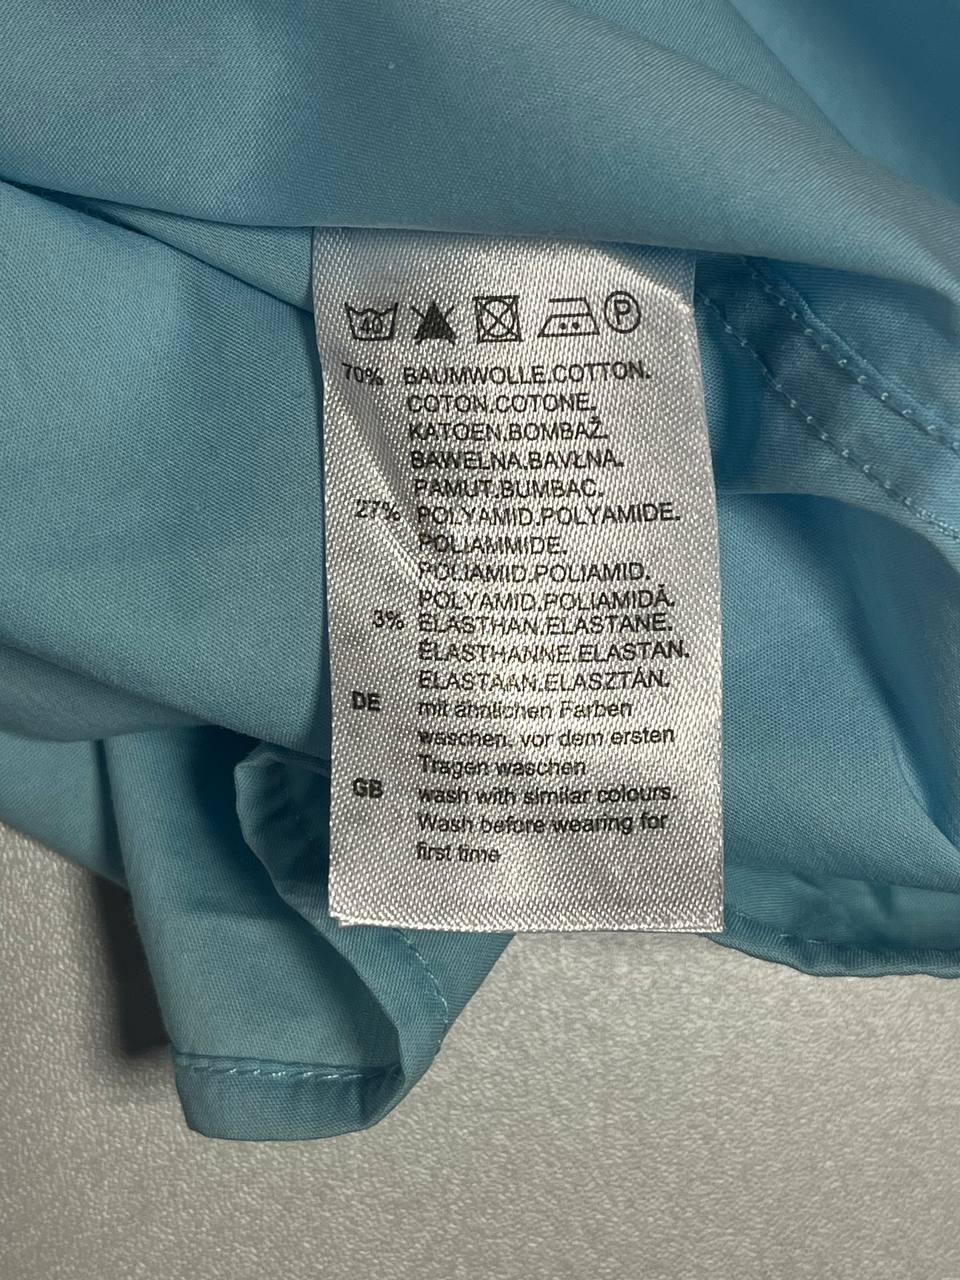 40 P
70% BAUMWOLLE.COTTON.
COTON.COTONE.
KATOEN.BOMBAŽ.
BAWEŁNA.BAVLNA.
PAMUT.BUMBAC.
27% POLYAMID.POLYAMIDE.
POLIAMMIDE.
POLIAMID.POLIAMID.
POLYAMID.POLIAMIDĂ.
3% ELASTHAN.ELASTANE.
ÉLASTHANNE.ELASTAN.
ELASTAAN.ELASZTÁN.
DE mit ähnlichen Farben
waschen. vor dem ersten
Tragen waschen
GB wash with similar colours.
Wash before wearing for
first time